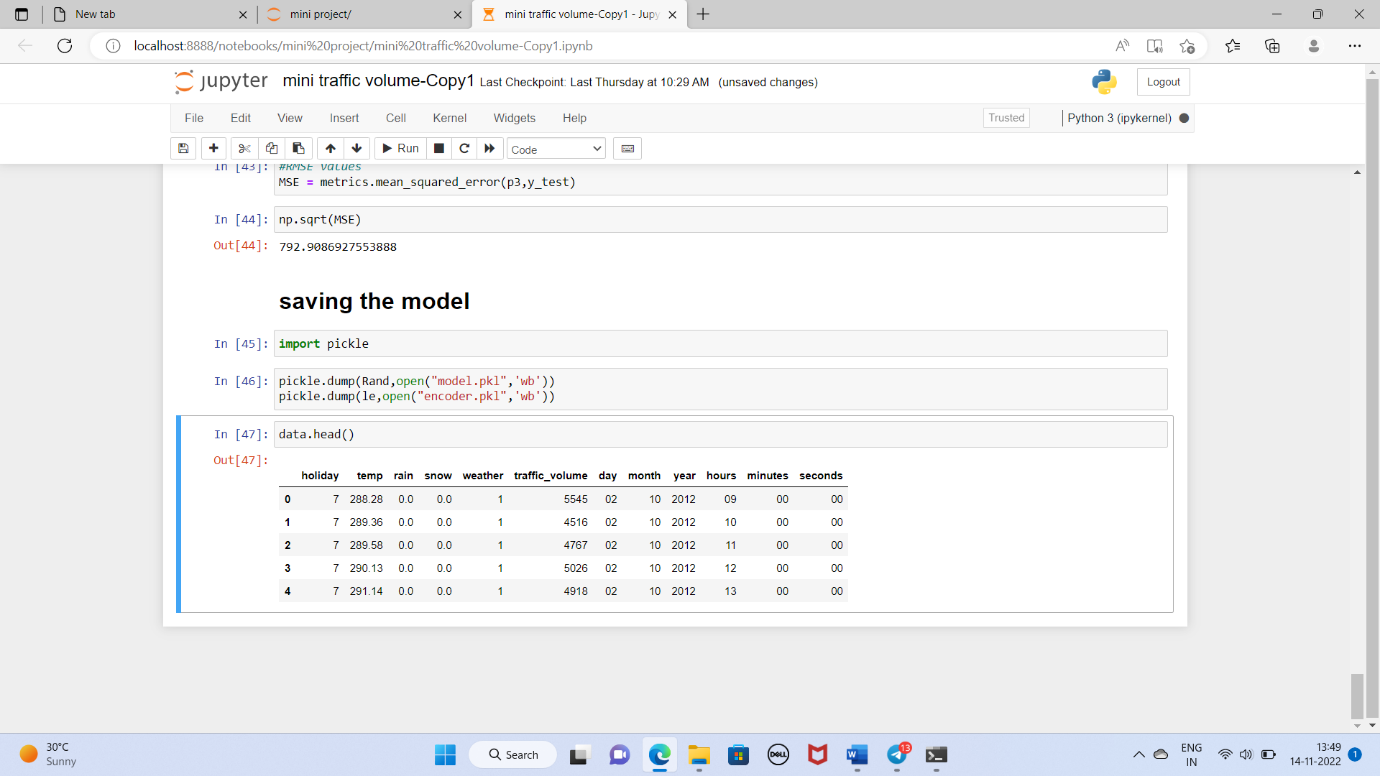 New tab
mini project/
mini traffic volume-Copy1 - Jupy
localhost:8888/notebooks/mini%20project/mini%20traffic%20volume-Copy1.ipynb
jupyter mini traffic volume-Copy1 Last Checkpoint: Last Thursday at 10:29 AM (unsaved changes)
Logout
File Edit View Insert Cell Kernel Widgets Help
Trusted
Python 3 (ipykernel)
Run
Code
In [43]: #RMSE values
MSE = metrics.mean_squared_error(p3,y_test)
In [44]: np.sqrt(MSE)
Out[44]: 792.9086927553888
saving the model
In [45]: import pickle
In [46]: pickle.dump(Rand,open("model.pkl",'wb'))
pickle.dump(le,open("encoder.pkl",'wb'))
In [47]: data.head()
Out[47]:
holiday temp rain snow weather traffic_volume day month year hours minutes seconds
0 7 288.28 0.0 0.0 1 5545 02 10 2012 09 00 00
1 7 289.36 0.0 0.0 1 4516 02 10 2012 10 00 00
2 7 289.58 0.0 0.0 1 4767 02 10 2012 11 00 00
3 7 290.13 0.0 0.0 1 5026 02 10 2012 12 00 00
4 7 291.14 0.0 0.0 1 4918 02 10 2012 13 00 00
30°C
Sunny
Search
DELL
13
ENG
IN
13:49
14-11-2022
1